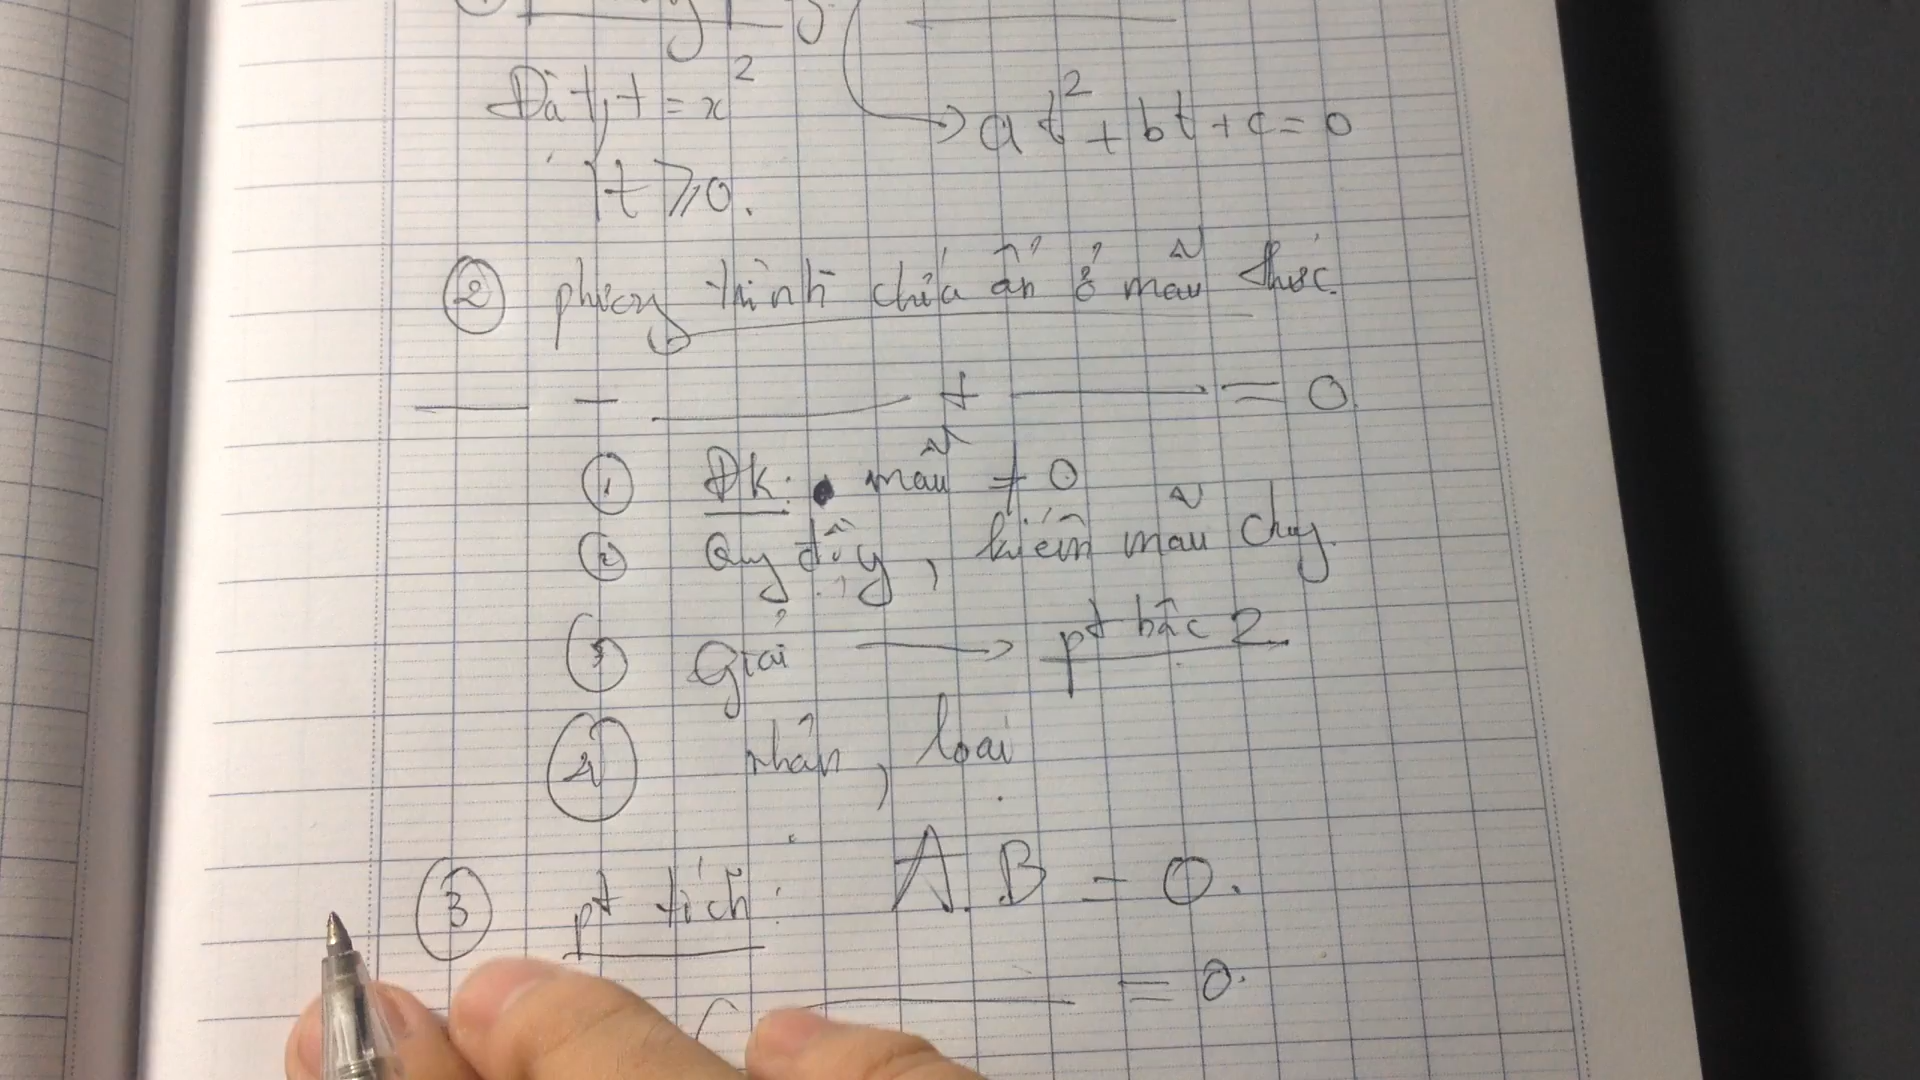 Đặt t = x²
at² + bt + c = 0
t ⩾ 0.
② phương trình chứa ẩn ở mẫu thức.
— - — + — = 0
① ĐK: mẫu ≠ 0
② Quy đồng, khiến mẫu chung.
③ Giải → pt bậc 2
④ nhận, loại
③ pt tích: A.B = 0.
= 0.